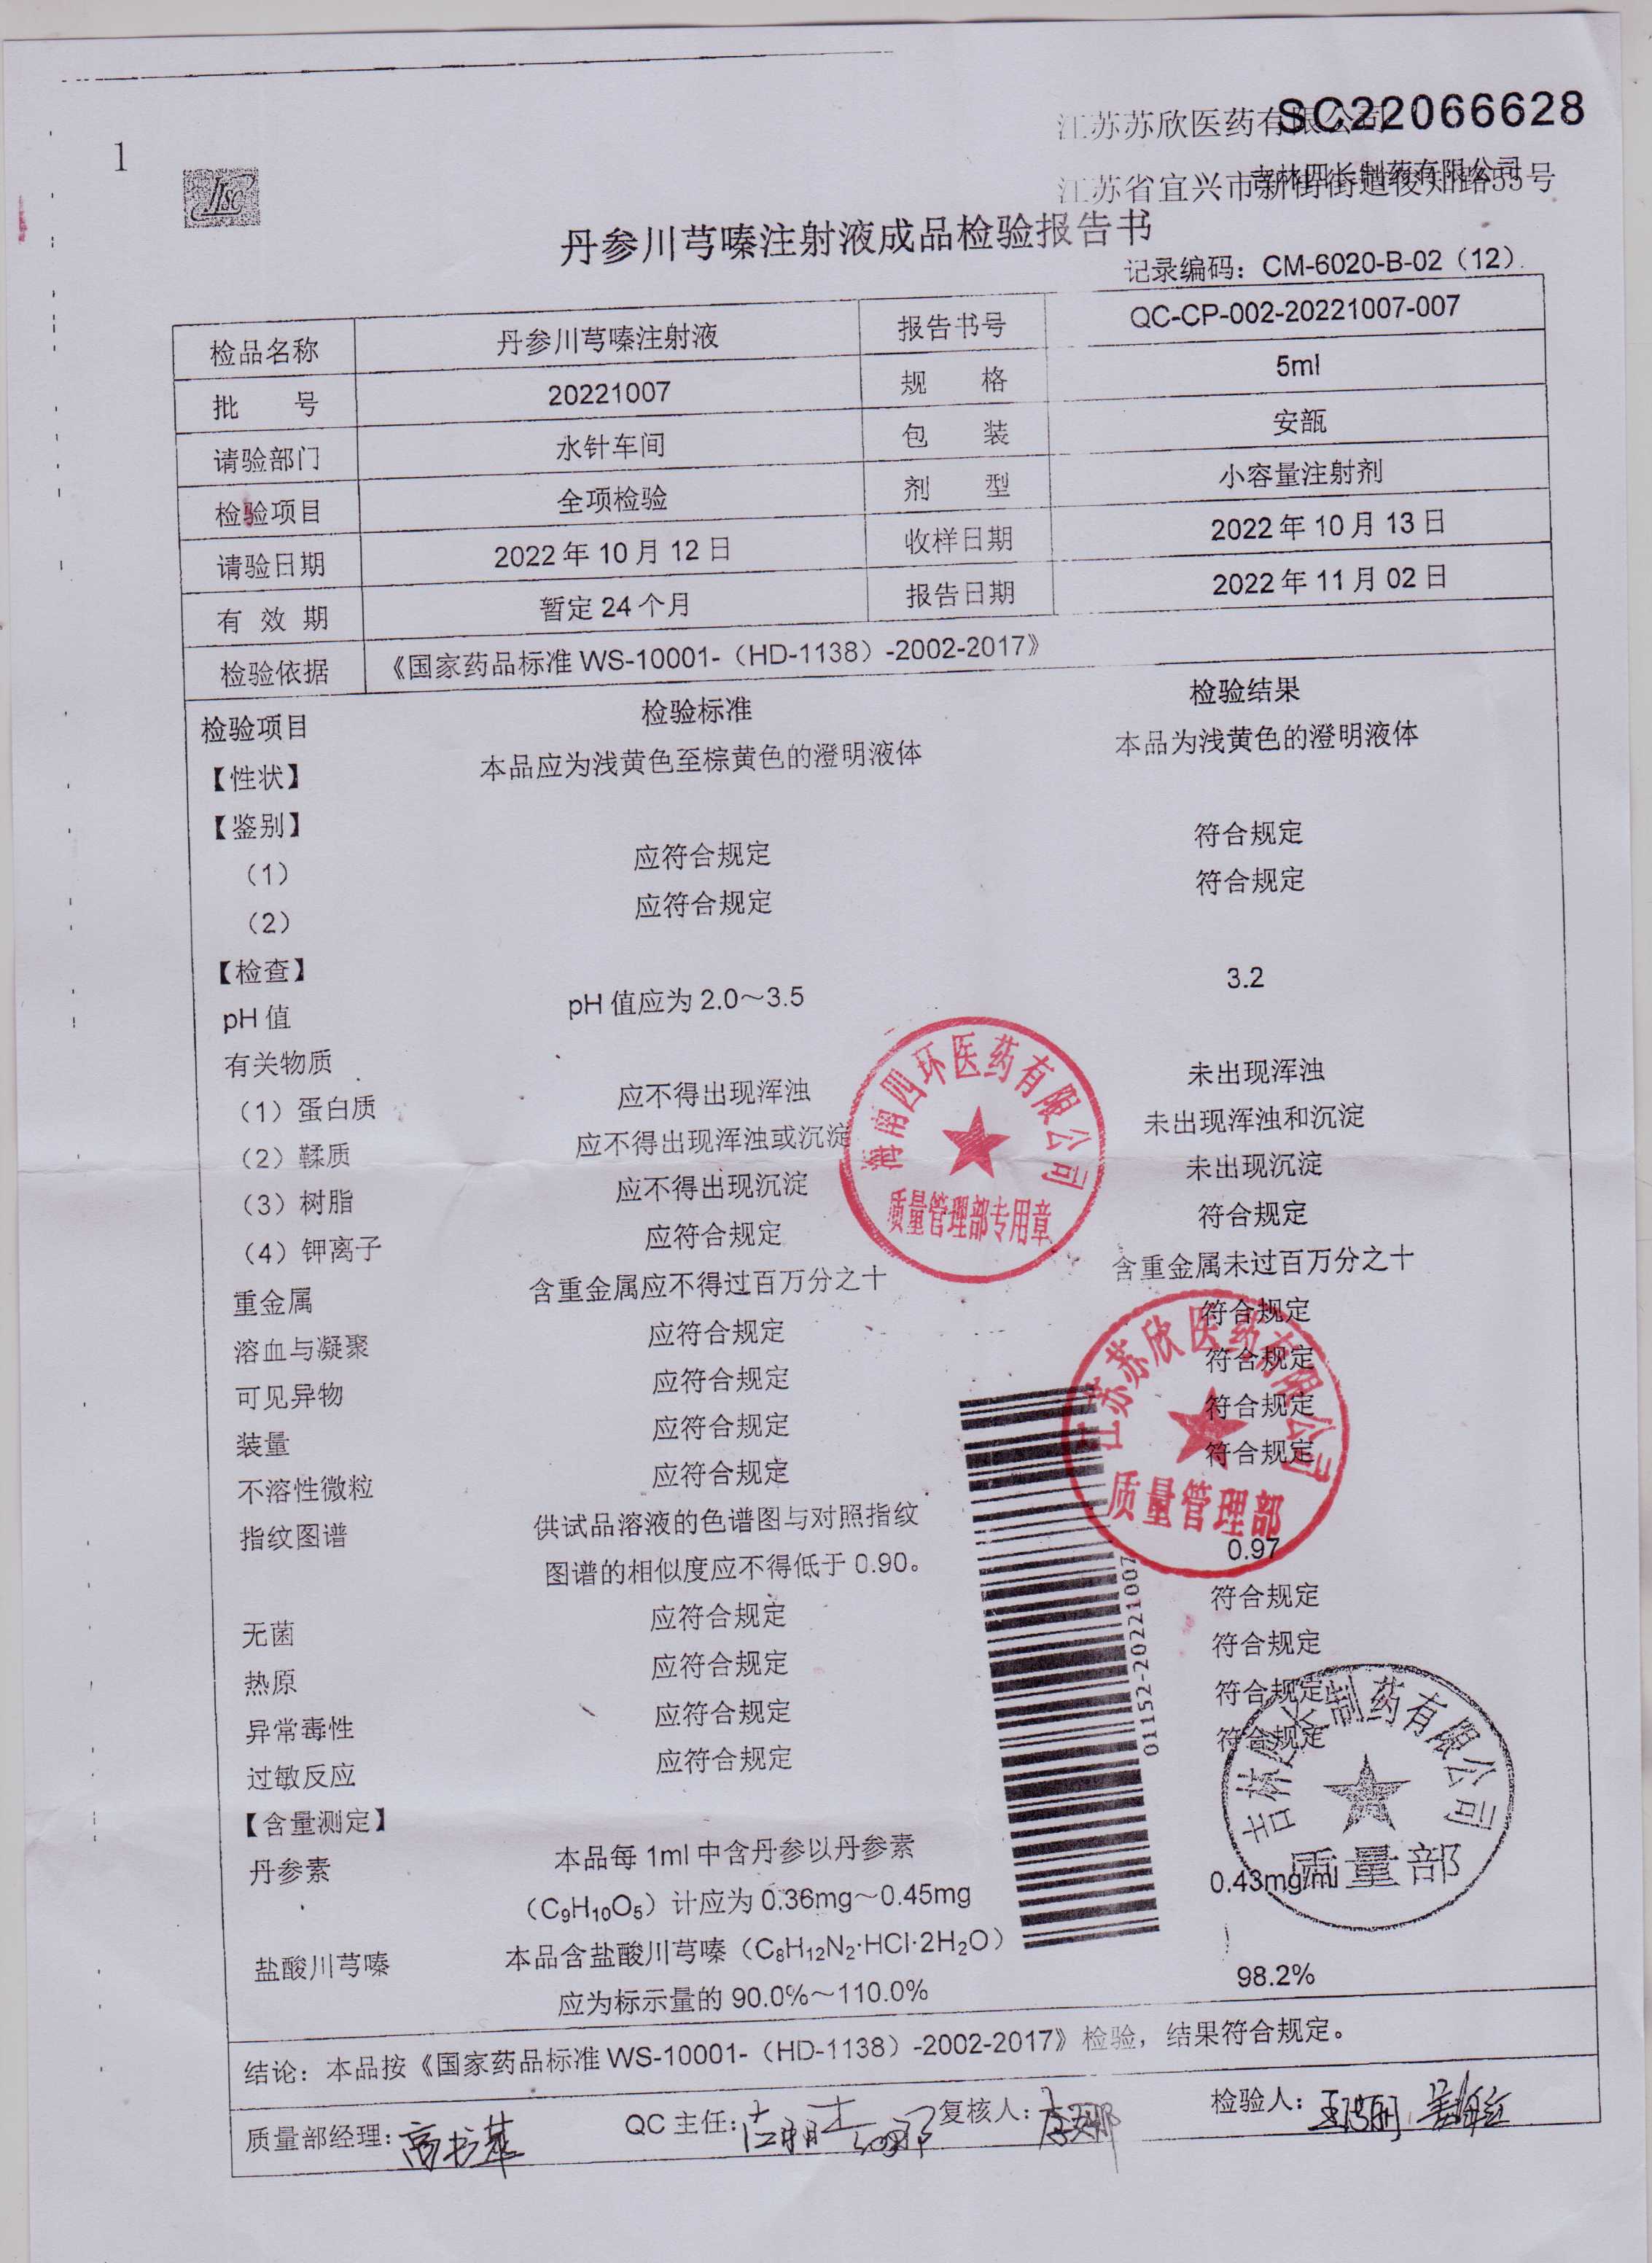 江苏苏欣医药有限公司
SC22066628
1
Jlsc
江苏省宜兴市新街街道俊知路55号
吉林四长制药有限公司
丹参川芎嗪注射液成品检验报告书
记录编码：CM-6020-B-02（12）
检品名称 丹参川芎嗪注射液 报告书号 QC-CP-002-20221007-007
批 号 20221007 规 格 5ml
请验部门 水针车间 包 装 安瓿
检验项目 全项检验 剂 型 小容量注射剂
请验日期 2022年10月12日 收样日期 2022年10月13日
有 效 期 暂定24个月 报告日期 2022年11月02日
检验依据 《国家药品标准WS-10001-（HD-1138）-2002-2017》
检验项目 检验标准 检验结果
【性状】 本品应为浅黄色至棕黄色的澄明液体 本品为浅黄色的澄明液体
【鉴别】
（1） 应符合规定 符合规定
（2） 应符合规定 符合规定
【检查】
pH值 pH值应为2.0～3.5 3.2
有关物质
（1）蛋白质 应不得出现浑浊 未出现浑浊
（2）鞣质 应不得出现浑浊或沉淀 未出现浑浊和沉淀
（3）树脂 应不得出现沉淀 未出现沉淀
（4）钾离子 应符合规定 符合规定
重金属 含重金属应不得过百万分之十 含重金属未过百万分之十
溶血与凝聚 应符合规定 符合规定
可见异物 应符合规定 符合规定
装量 应符合规定 符合规定
不溶性微粒 应符合规定 符合规定
指纹图谱 供试品溶液的色谱图与对照指纹
图谱的相似度应不得低于0.90。 0.97
无菌 应符合规定 符合规定
热原 应符合规定 符合规定
异常毒性 应符合规定 符合规定
过敏反应 应符合规定 符合规定
【含量测定】
丹参素 本品每1ml中含丹参以丹参素
（C₉H₁₀O₅）计应为0.36mg～0.45mg 0.43mg/ml
盐酸川芎嗪 本品含盐酸川芎嗪（C₈H₁₂N₂·HCl·2H₂O）
应为标示量的90.0%～110.0% 98.2%
结论：本品按《国家药品标准WS-10001-（HD-1138）-2002-2017》检验，结果符合规定。
质量部经理： QC主任： 复核人： 检验人：
海南四环医药有限公司
质量管理部专用章
江苏苏欣医药有限公司
质量管理部
01152-20221007
吉林四长制药有限公司
质量部